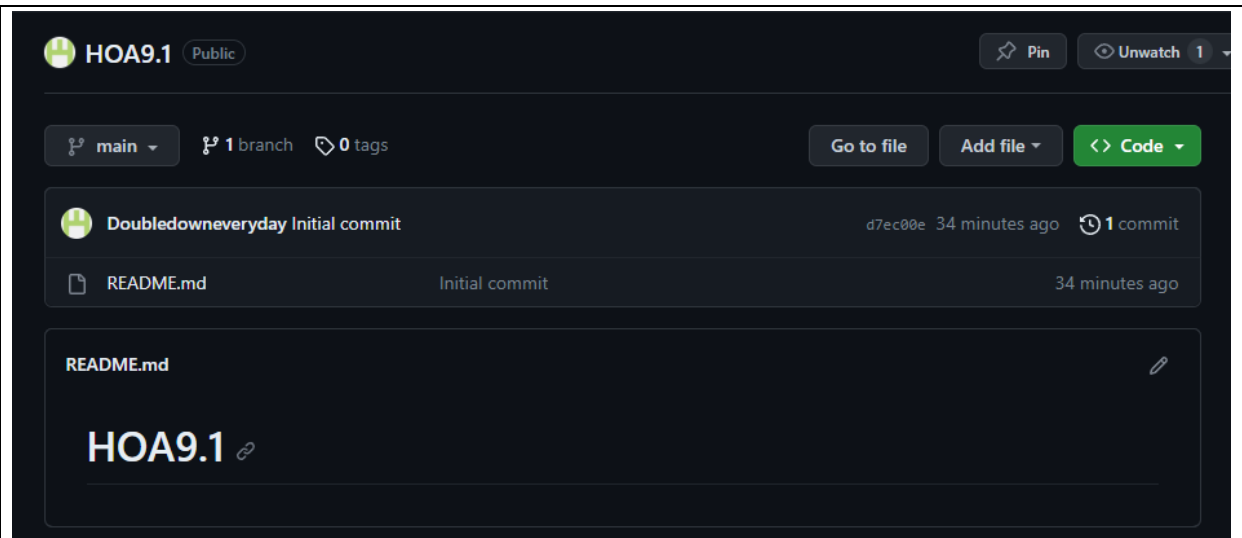 HOA9.1 Public Pin Unwatch 1
main 1 branch 0 tags Go to file Add file <> Code
Doubledowneveryday Initial commit d7ec00e 34 minutes ago 1 commit
README.md Initial commit 34 minutes ago
README.md
HOA9.1